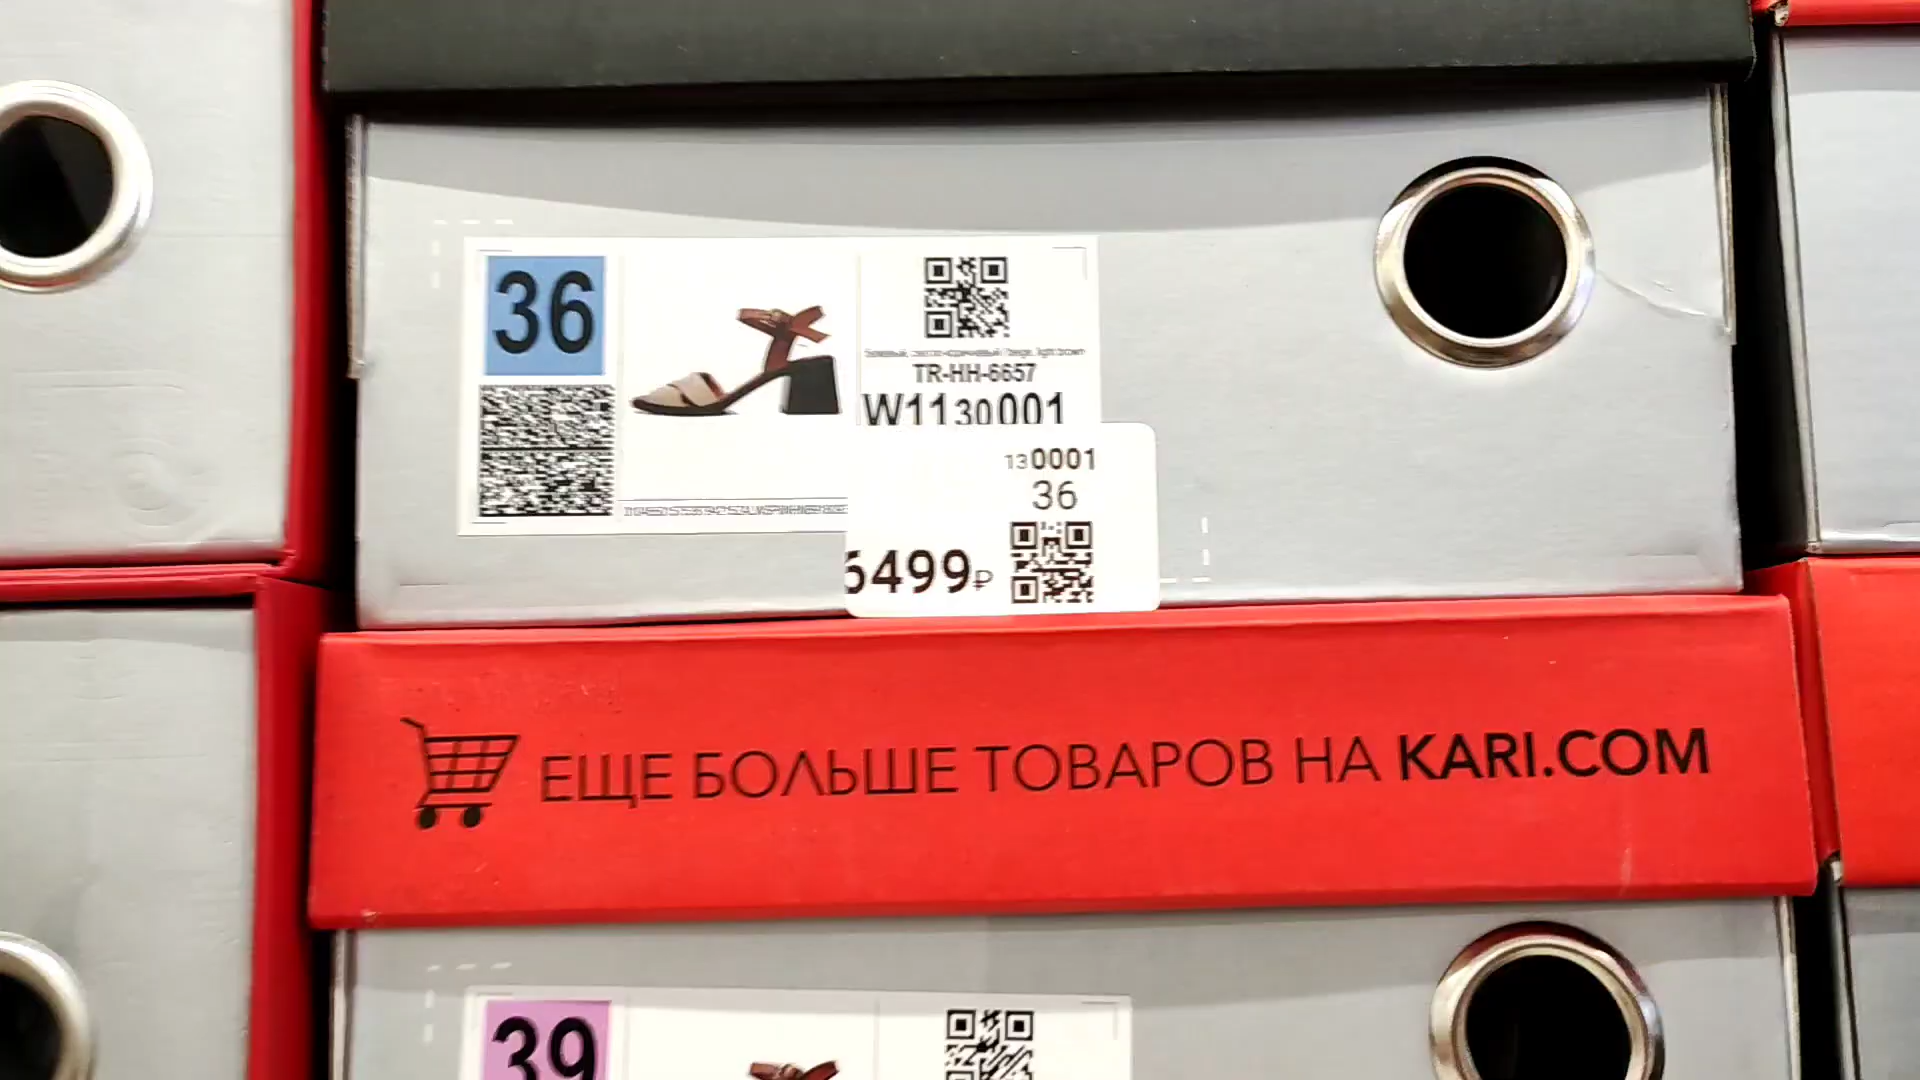 36
TR-HH-6657
W1130001
130001
36
6499₽
ЕЩЕ БОЛЬШЕ ТОВАРОВ НА KARI.COM
39